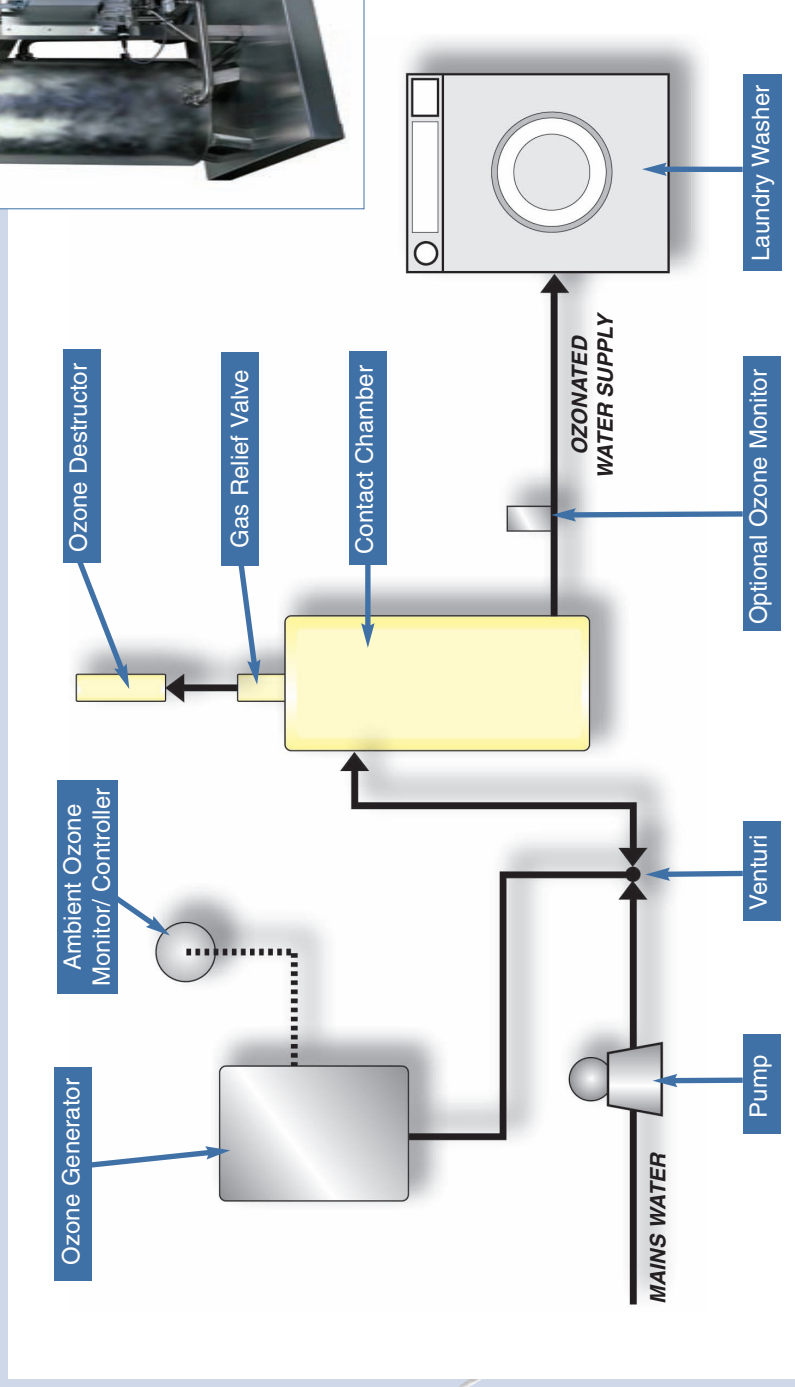 Ozone Generator
Ambient Ozone
Monitor/ Controller
Ozone Destructor
Gas Relief Valve
Contact Chamber
MAINS WATER
OZONATED
WATER SUPPLY
Pump
Venturi
Optional Ozone Monitor
Laundry Washer